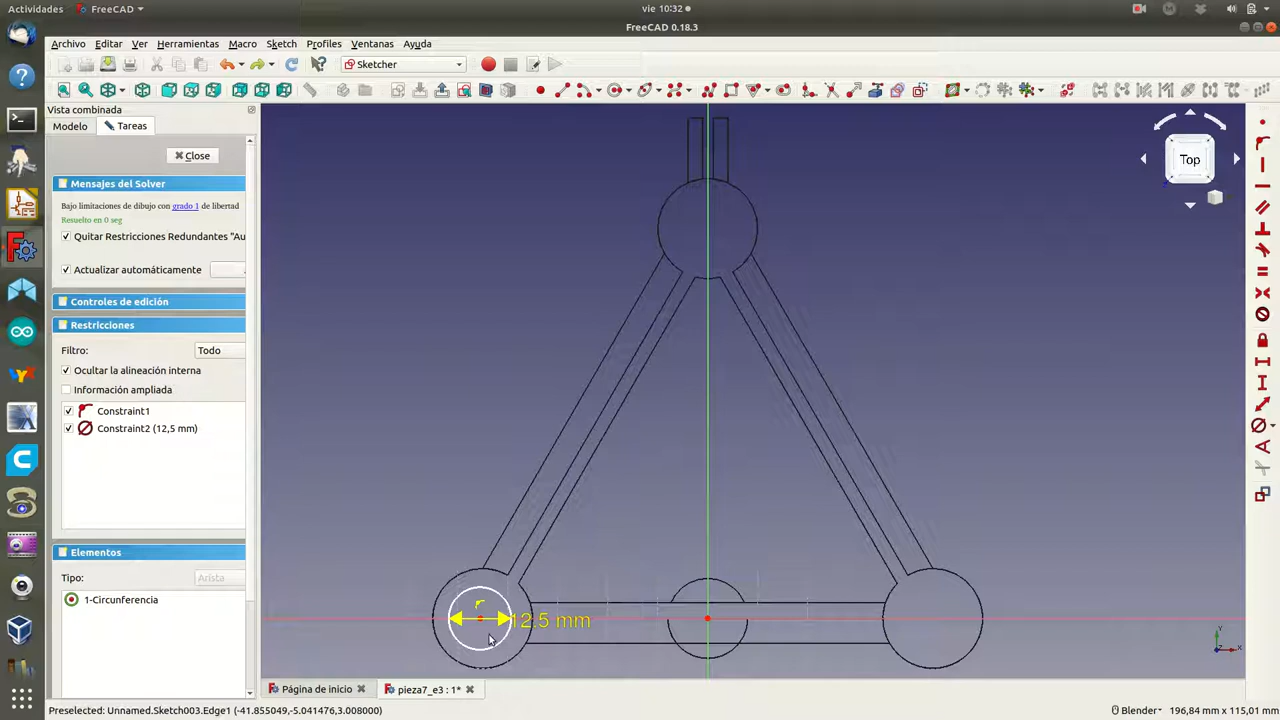 Actividades FreeCAD vie 10:32
FreeCAD 0.18.3
Archivo Editar Ver Herramientas Macro Sketch Profiles Ventanas Ayuda
Sketcher
Vista combinada
Modelo Tareas
Close
Mensajes del Solver
Bajo limitaciones de dibujo con grado 1 de libertad
Resuelto en 0 seg
Quitar Restricciones Redundantes "Au
Actualizar automáticamente
Controles de edición
Restricciones
Filtro: Todo
Ocultar la alineación interna
Información ampliada
Constraint1
Constraint2 (12,5 mm)
Elementos
Tipo: Arista
1-Circunferencia
Top
12,5 mm
Y
X
Página de inicio pieza7_e3 : 1*
Preselected: Unnamed.Sketch003.Edge1 (-41.855049,-5.041476,3.008000) Blender 196,84 mm x 115,01 mm